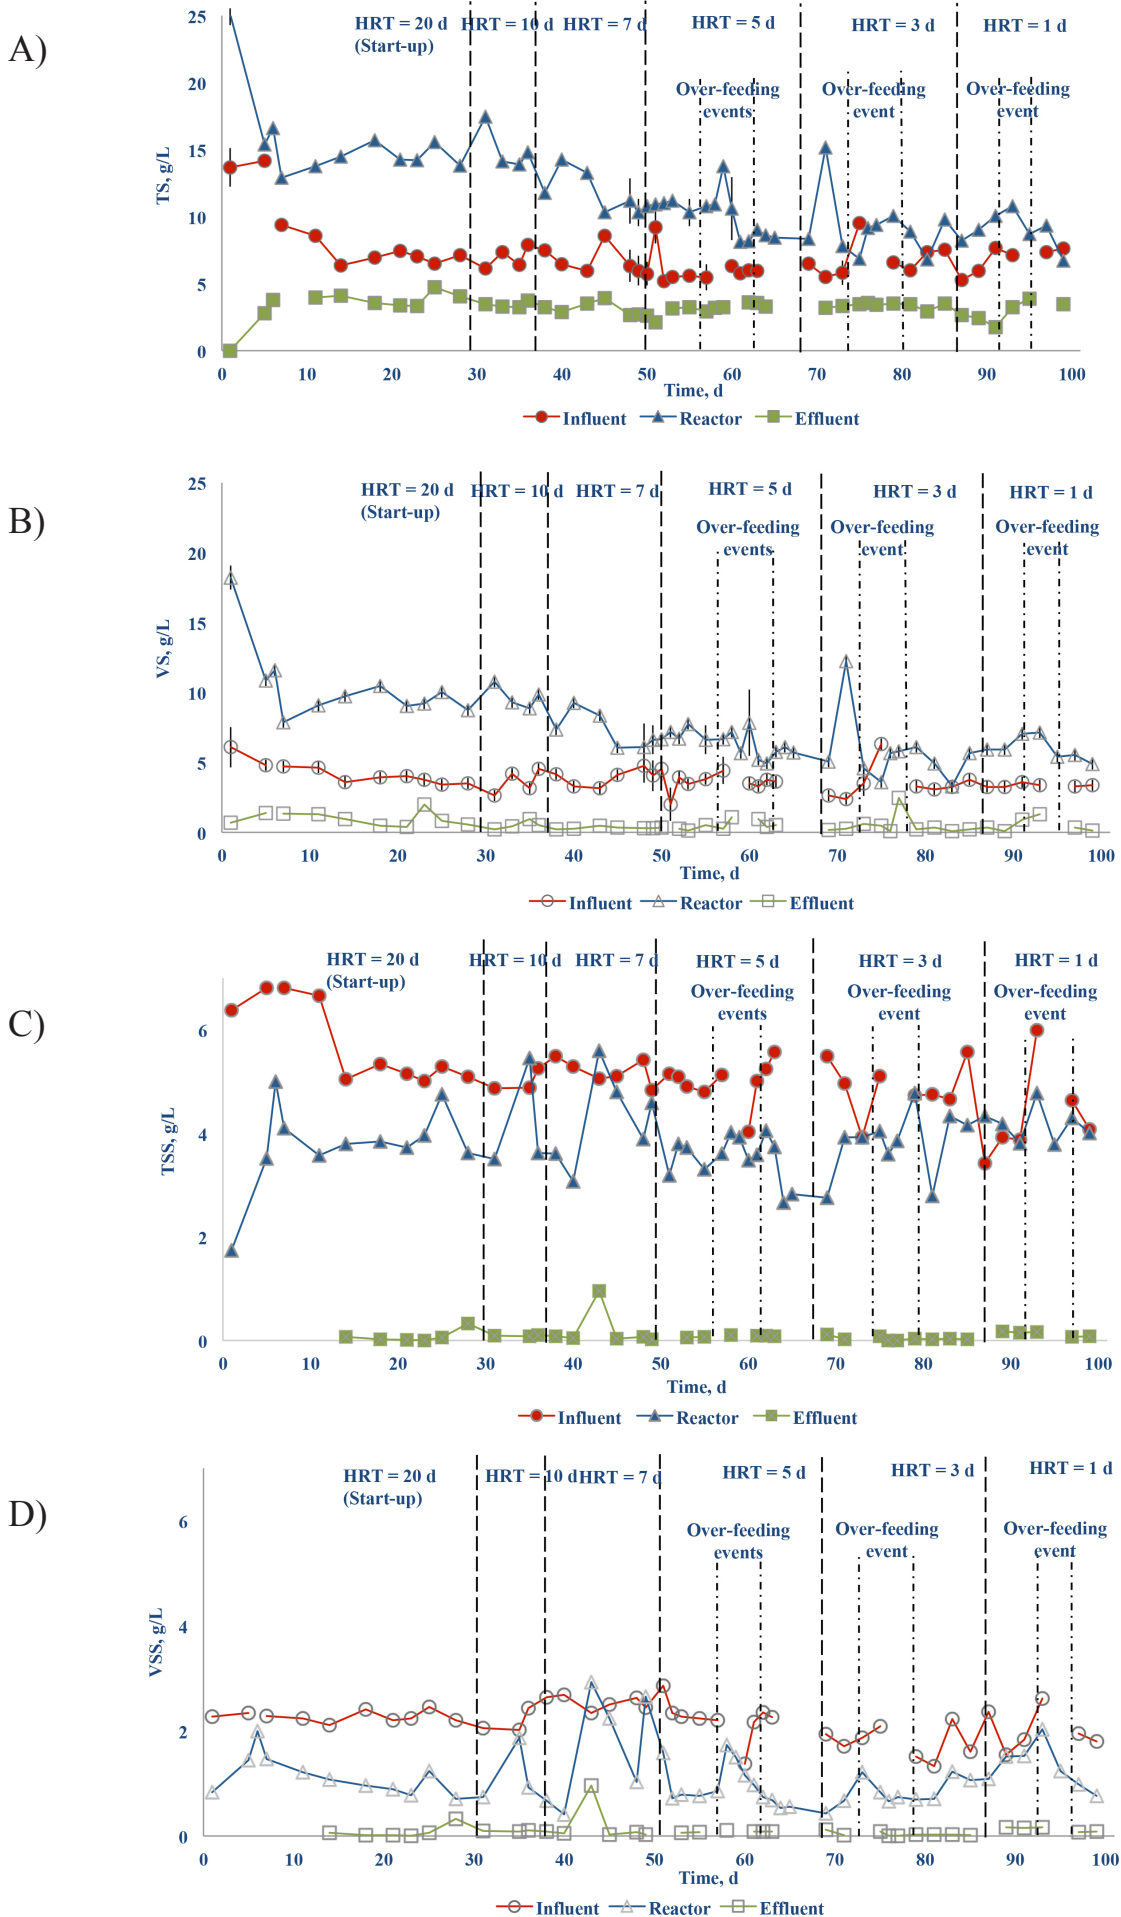 A)
25
20
15
10
5
0
TS, g/L
HRT = 20 d
(Start-up)
HRT = 10 d
HRT = 7 d
HRT = 5 d
HRT = 3 d
HRT = 1 d
Over-feeding
events
Over-feeding
event
Over-feeding
event
0 10 20 30 40 50 60 70 80 90 100
Time, d
Influent Reactor Effluent
B)
25
20
15
10
5
0
VS, g/L
HRT = 20 d
(Start-up)
HRT = 10 d
HRT = 7 d
HRT = 5 d
HRT = 3 d
HRT = 1 d
Over-feeding
events
Over-feeding
event
Over-feeding
event
0 10 20 30 40 50 60 70 80 90 100
Time, d
Influent Reactor Effluent
C)
6
4
2
0
TSS, g/L
HRT = 20 d
(Start-up)
HRT = 10 d
HRT = 7 d
HRT = 5 d
HRT = 3 d
HRT = 1 d
Over-feeding
events
Over-feeding
event
Over-feeding
event
0 10 20 30 40 50 60 70 80 90 100
Time, d
Influent Reactor Effluent
D)
6
4
2
0
VSS, g/L
HRT = 20 d
(Start-up)
HRT = 10 d
HRT = 7 d
HRT = 5 d
HRT = 3 d
HRT = 1 d
Over-feeding
events
Over-feeding
event
Over-feeding
event
0 10 20 30 40 50 60 70 80 90 100
Time, d
Influent Reactor Effluent